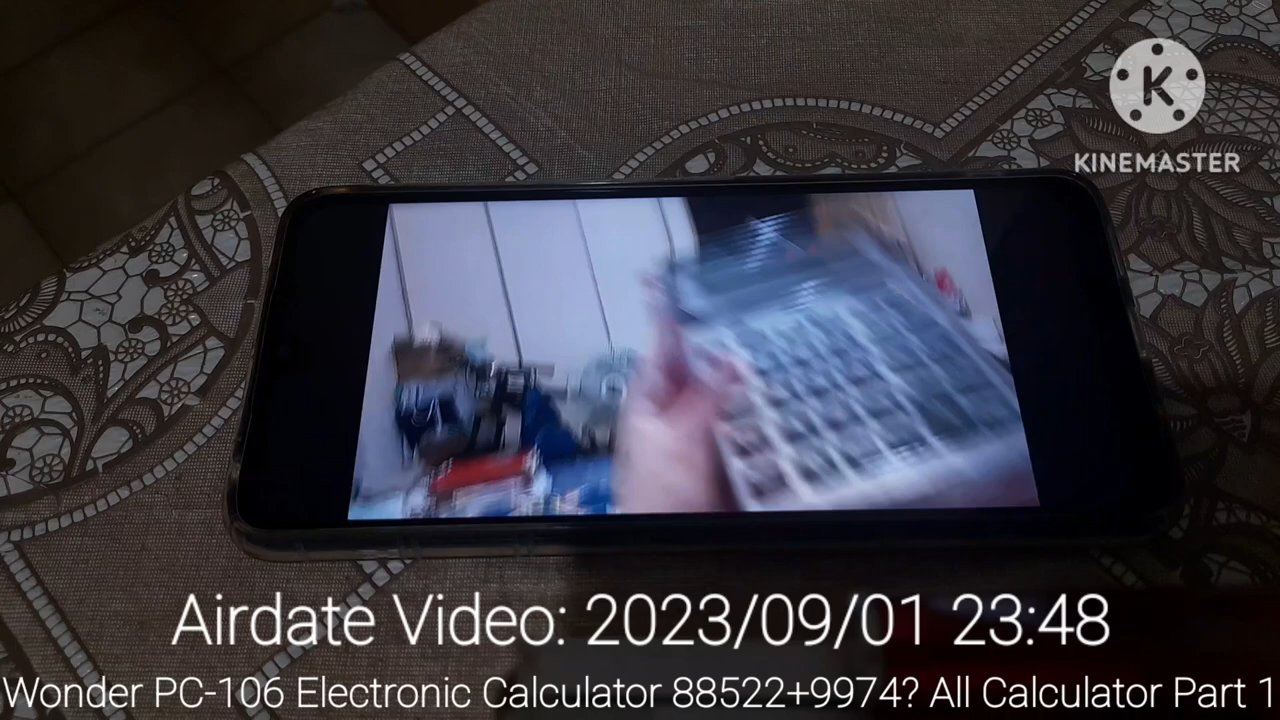 K
KINEMASTER
Airdate Video: 2023/09/01 23:48
Wonder PC-106 Electronic Calculator 88522+9974? All Calculator Part 1